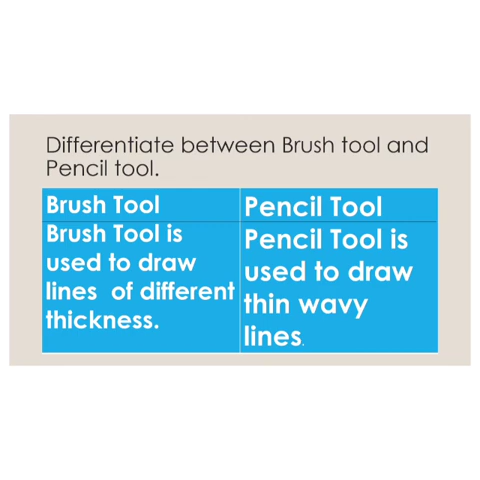 Differentiate between Brush tool and
Pencil tool.
Brush Tool
Brush Tool is
used to draw
lines of different
thickness.
Pencil Tool
Pencil Tool is
used to draw
thin wavy
lines.